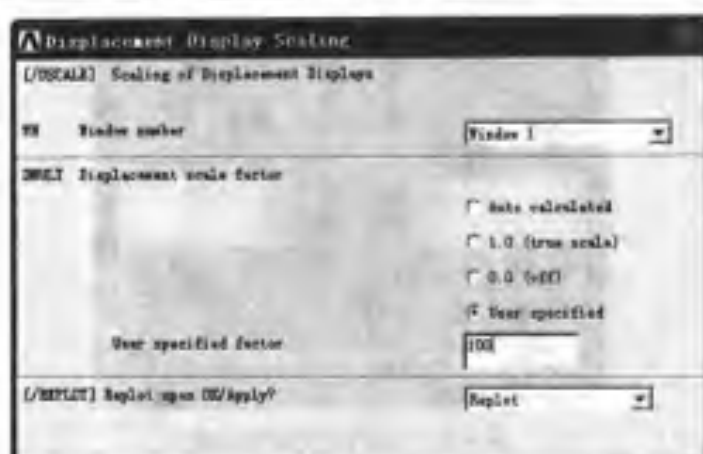 Displacement Display Scaling
[/DSCALE] Scaling of Displacement Displays
WN Window number Window 1
DMULT Displacement scale factor
Auto calculated
1.0 (true scale)
0.0 (off)
User specified
User specified factor 100
[/REPLOT] Replot upon OK/Apply? Replot